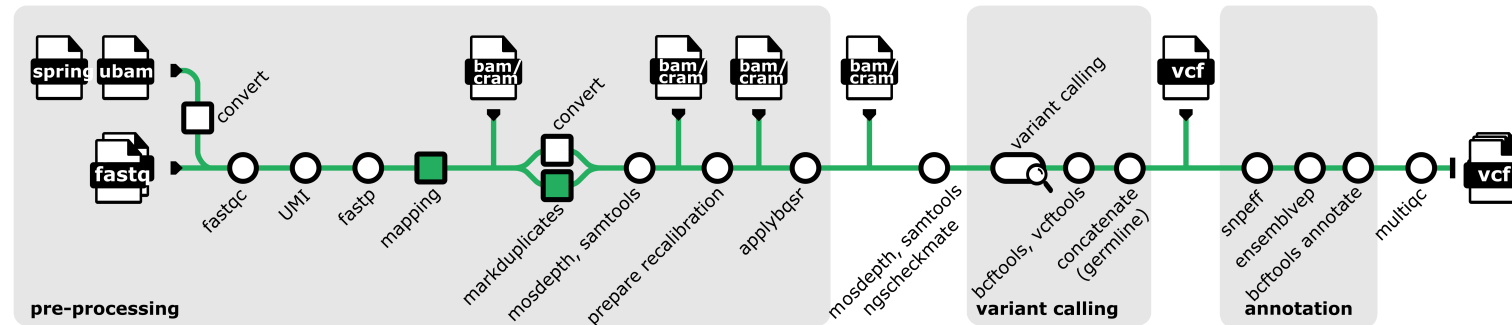 spring
ubam
convert
fastq
fastqc
UMI
fastp
mapping
bam/
cram
convert
markduplicates
mosdepth, samtools
bam/
cram
prepare recalibration
bam/
cram
applybqsr
pre-processing
bam/
cram
mosdepth, samtools
ngscheckmate
variant calling
bcftools, vcftools
concatenate
(germline)
variant calling
vcf
snpeff
ensemblvep
bcftools annotate
annotation
multiqc
vcf